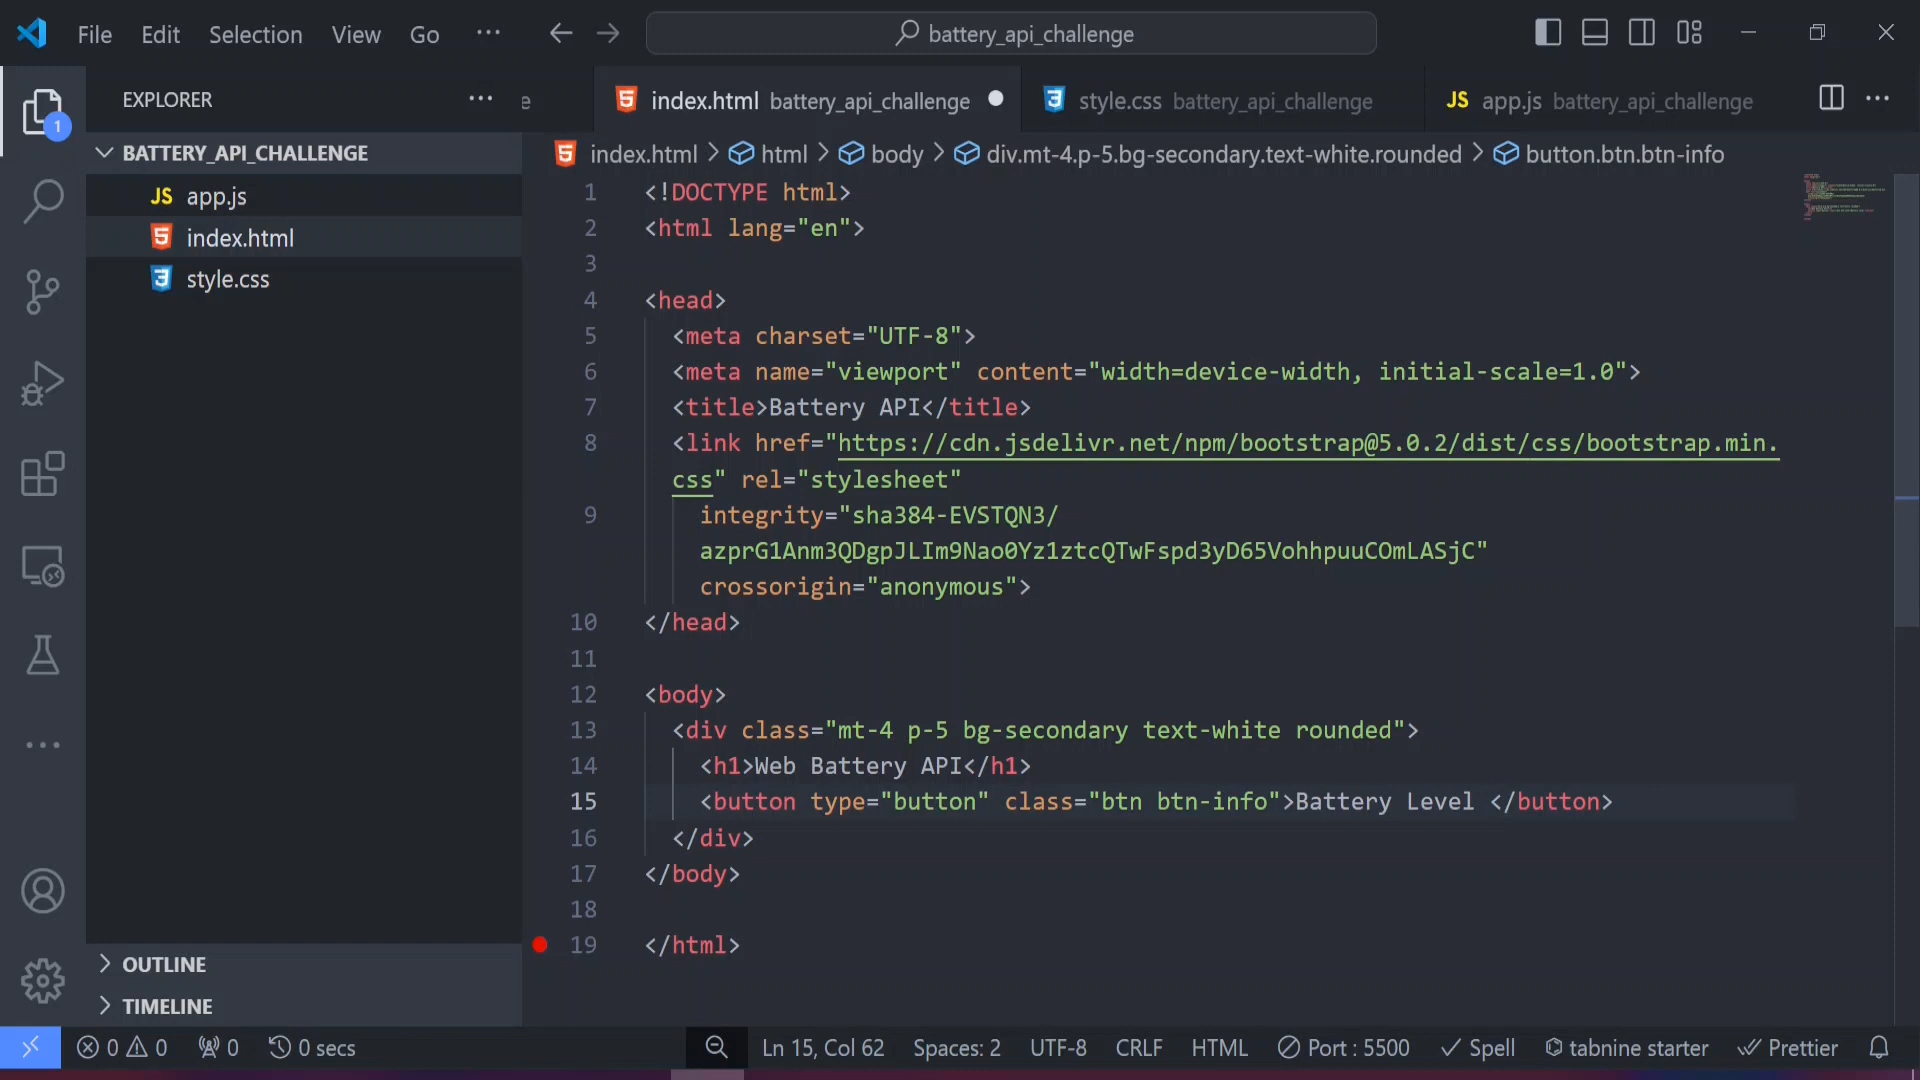 File Edit Selection View Go ··· battery_api_challenge
EXPLORER ··· e
index.html battery_api_challenge
style.css battery_api_challenge
JS app.js battery_api_challenge
1
BATTERY_API_CHALLENGE
JS app.js
index.html
style.css
OUTLINE
TIMELINE
index.html > html > body > div.mt-4.p-5.bg-secondary.text-white.rounded > button.btn.btn-info
1 <!DOCTYPE html>
2 <html lang="en">
3
4 <head>
5 <meta charset="UTF-8">
6 <meta name="viewport" content="width=device-width, initial-scale=1.0">
7 <title>Battery API</title>
8 <link href="https://cdn.jsdelivr.net/npm/bootstrap@5.0.2/dist/css/bootstrap.min.
css" rel="stylesheet"
9 integrity="sha384-EVSTQN3/
azprG1Anm3QDgpJLIm9Nao0Yz1ztcQTwFspd3yD65VohhpuuCOmLASjC"
crossorigin="anonymous">
10 </head>
11
12 <body>
13 <div class="mt-4 p-5 bg-secondary text-white rounded">
14 <h1>Web Battery API</h1>
15 <button type="button" class="btn btn-info">Battery Level </button>
16 </div>
17 </body>
18
19 </html>
0 0 0 0 secs Ln 15, Col 62 Spaces: 2 UTF-8 CRLF HTML Port : 5500 Spell tabnine starter Prettier